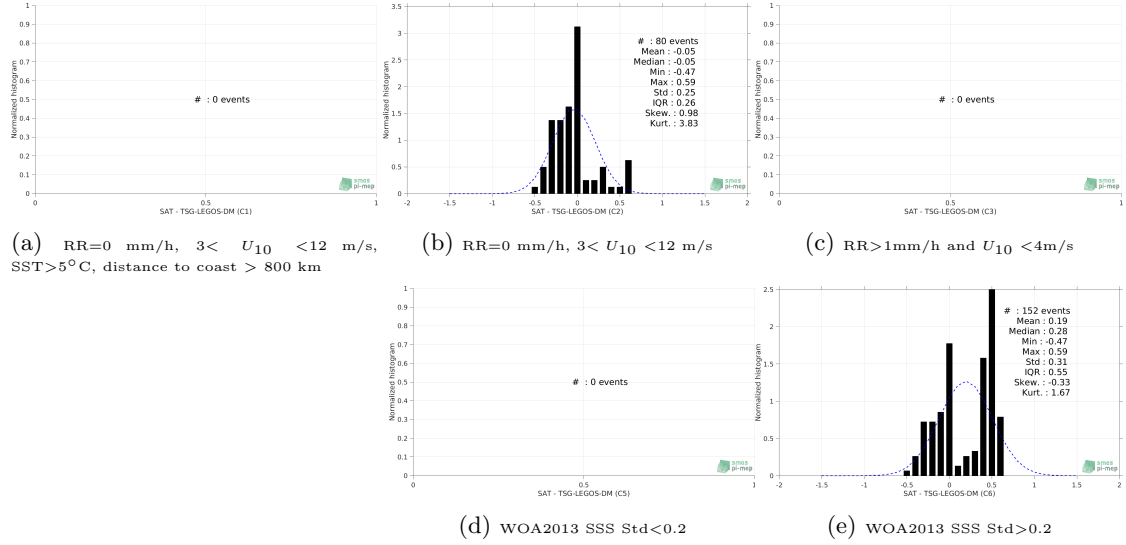 1
0.9
0.8
0.7
0.6
0.5
0.4
0.3
0.2
0.1
0
Normalized histogram
# : 0 events
0
0.5
1
SAT - TSG-LEGOS-DM (C1)
smos
pi-mep
(a) RR=0 mm/h, 3< U10 <12 m/s,
SST>5°C, distance to coast > 800 km
3.5
3
2.5
2
1.5
1
0.5
0
Normalized histogram
# : 80 events
Mean : -0.05
Median : -0.05
Min : -0.47
Max : 0.59
Std : 0.25
IQR : 0.26
Skew. : 0.98
Kurt. : 3.83
-2
-1.5
-1
-0.5
0
0.5
1
1.5
2
SAT - TSG-LEGOS-DM (C2)
smos
pi-mep
(b) RR=0 mm/h, 3< U10 <12 m/s
1
0.9
0.8
0.7
0.6
0.5
0.4
0.3
0.2
0.1
0
Normalized histogram
# : 0 events
0
0.5
1
SAT - TSG-LEGOS-DM (C3)
smos
pi-mep
(c) RR>1mm/h and U10 <4m/s
1
0.9
0.8
0.7
0.6
0.5
0.4
0.3
0.2
0.1
0
Normalized histogram
# : 0 events
0
0.5
1
SAT - TSG-LEGOS-DM (C5)
smos
pi-mep
(d) WOA2013 SSS Std<0.2
2.5
2
1.5
1
0.5
0
Normalized histogram
# : 152 events
Mean : 0.19
Median : 0.28
Min : -0.47
Max : 0.59
Std : 0.31
IQR : 0.55
Skew. : -0.33
Kurt. : 1.67
-2
-1.5
-1
-0.5
0
0.5
1
1.5
2
SAT - TSG-LEGOS-DM (C6)
smos
pi-mep
(e) WOA2013 SSS Std>0.2